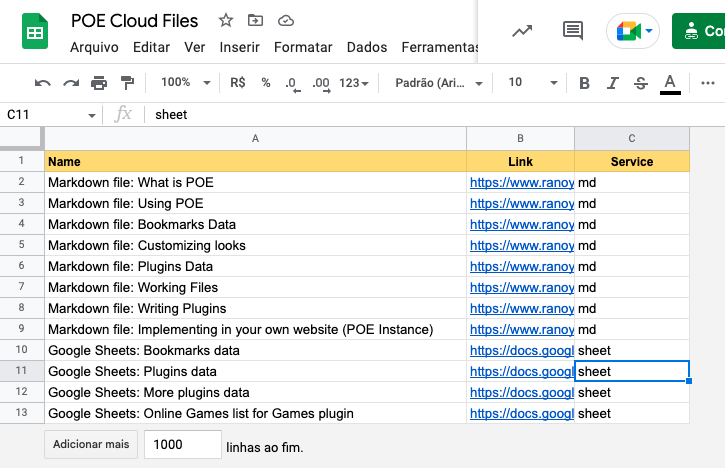 POE Cloud Files
Arquivo Editar Ver Inserir Formatar Dados Ferramentas
100% R$ % .0 .00 123 Padrão (Ari... 10 B I S A
C11 fx sheet
A B C
1 Name Link Service
2 Markdown file: What is POE https://www.ranoy md
3 Markdown file: Using POE https://www.ranoy md
4 Markdown file: Bookmarks Data https://www.ranoy md
5 Markdown file: Customizing looks https://www.ranoy md
6 Markdown file: Plugins Data https://www.ranoy md
7 Markdown file: Working Files https://www.ranoy md
8 Markdown file: Writing Plugins https://www.ranoy md
9 Markdown file: Implementing in your own website (POE Instance) https://www.ranoy md
10 Google Sheets: Bookmarks data https://docs.googl sheet
11 Google Sheets: Plugins data https://docs.googl sheet
12 Google Sheets: More plugins data https://docs.googl sheet
13 Google Sheets: Online Games list for Games plugin https://docs.googl sheet
Adicionar mais 1000 linhas ao fim.